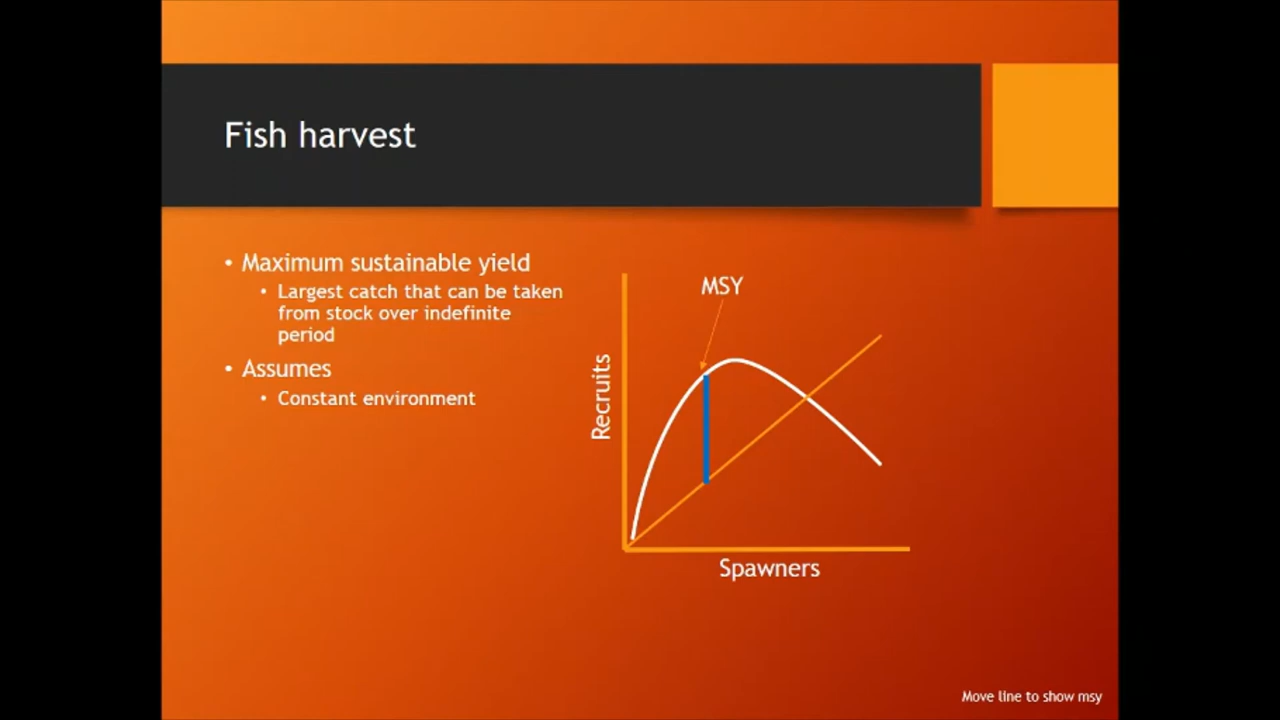 Fish harvest
• Maximum sustainable yield
• Largest catch that can be taken
from stock over indefinite
period
• Assumes
• Constant environment
MSY
Recruits
Spawners
Move line to show msy